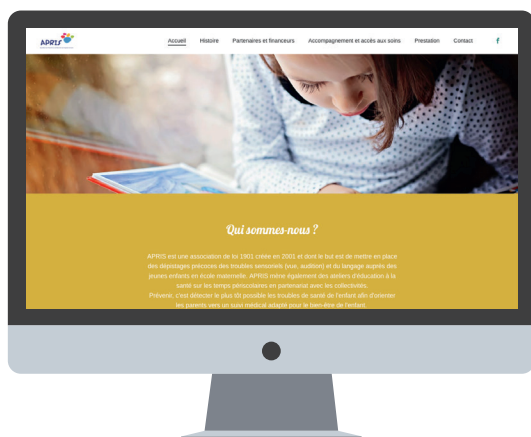 APRIS
Accueil Histoire Partenaires et financeurs Accompagnement et accès aux soins Prestation Contact f
Qui sommes-nous ?
APRIS est une association de loi 1901 créée en 2001 et dont le but est de mettre en place
des dépistages précoces des troubles sensoriels (vue, audition) et du langage auprès des
jeunes enfants en école maternelle. APRIS mène également des ateliers d'éducation à la
santé sur les temps périscolaires en partenariat avec les collectivités.
Prévenir, c'est détecter le plus tôt possible les troubles de santé de l'enfant afin d'orienter
les parents vers un suivi médical adapté pour le bien-être de l'enfant.